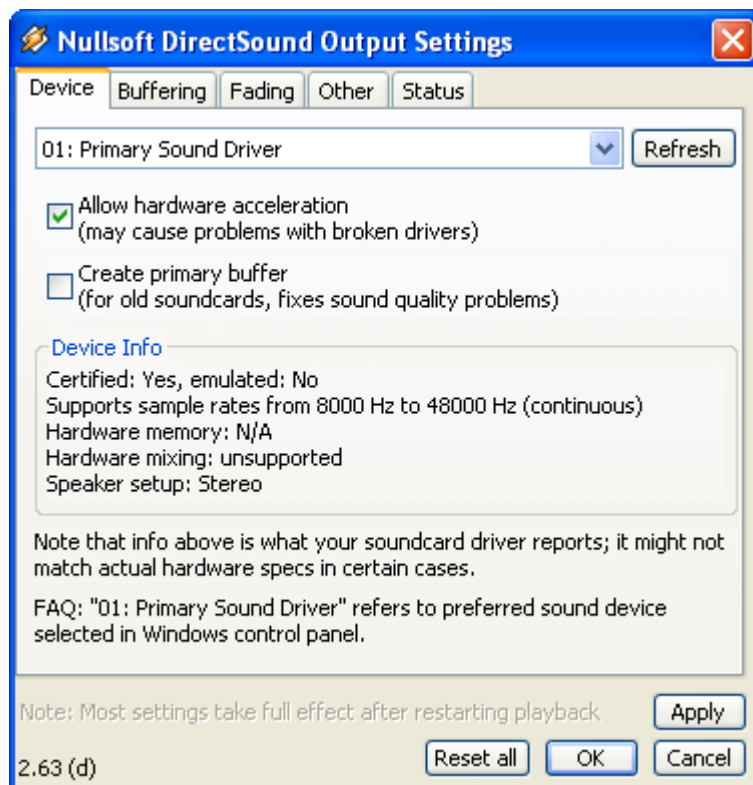 Nullsoft DirectSound Output Settings
Device Buffering Fading Other Status
01: Primary Sound Driver Refresh
Allow hardware acceleration
(may cause problems with broken drivers)
Create primary buffer
(for old soundcards, fixes sound quality problems)
Device Info
Certified: Yes, emulated: No
Supports sample rates from 8000 Hz to 48000 Hz (continuous)
Hardware memory: N/A
Hardware mixing: unsupported
Speaker setup: Stereo
Note that info above is what your soundcard driver reports; it might not
match actual hardware specs in certain cases.
FAQ: "01: Primary Sound Driver" refers to preferred sound device
selected in Windows control panel.
Note: Most settings take full effect after restarting playback Apply
2.63 (d) Reset all OK Cancel